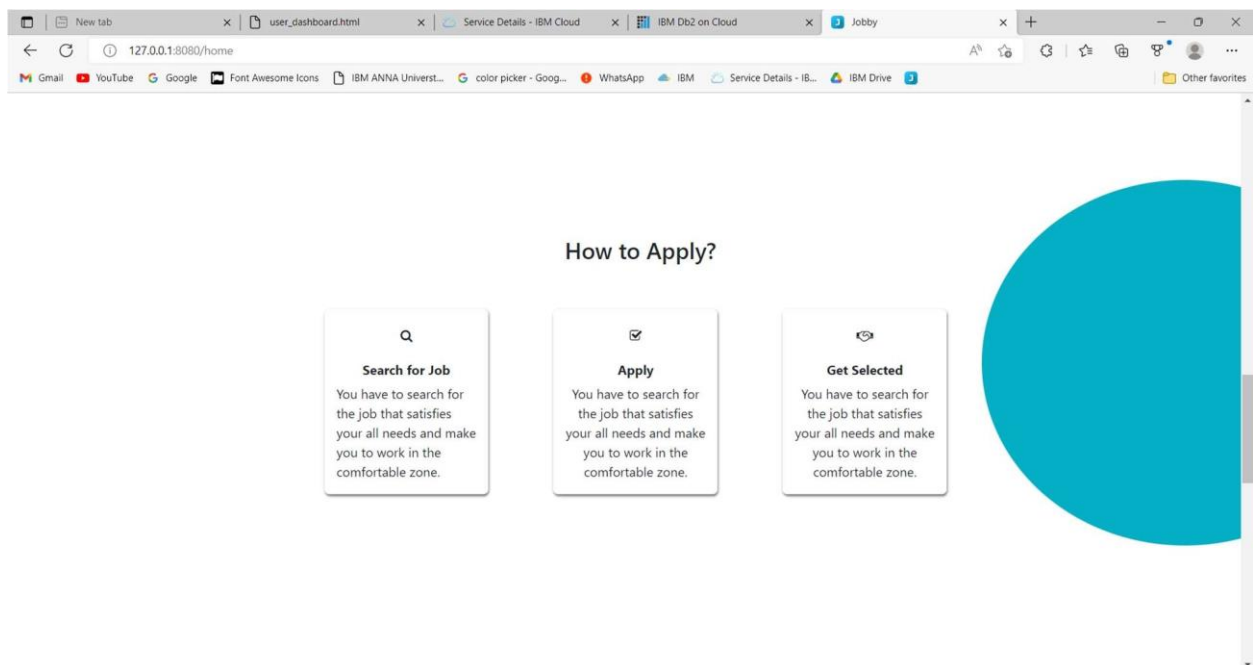 New tab
user_dashboard.html
Service Details - IBM Cloud
IBM Db2 on Cloud
Jobby
127.0.0.1:8080/home
Gmail
YouTube
Google
Font Awesome Icons
IBM ANNA Universt...
color picker - Goog...
WhatsApp
IBM
Service Details - IB...
IBM Drive
Other favorites
How to Apply?
Search for Job
You have to search for
the job that satisfies
your all needs and make
you to work in the
comfortable zone.
Apply
You have to search for
the job that satisfies
your all needs and make
you to work in the
comfortable zone.
Get Selected
You have to search for
the job that satisfies
your all needs and make
you to work in the
comfortable zone.